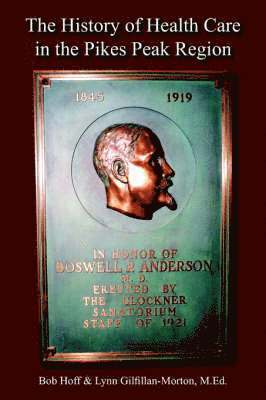 The History of Health Care
in the Pikes Peak Region
1845 1919
IN HONOR OF
BOSWELL P. ANDERSON
M. D.
ERECTED BY
THE GLOCKNER
SANATORIUM
STAFF OF 1921
Bob Hoff & Lynn Gilfillan-Morton, M.Ed.